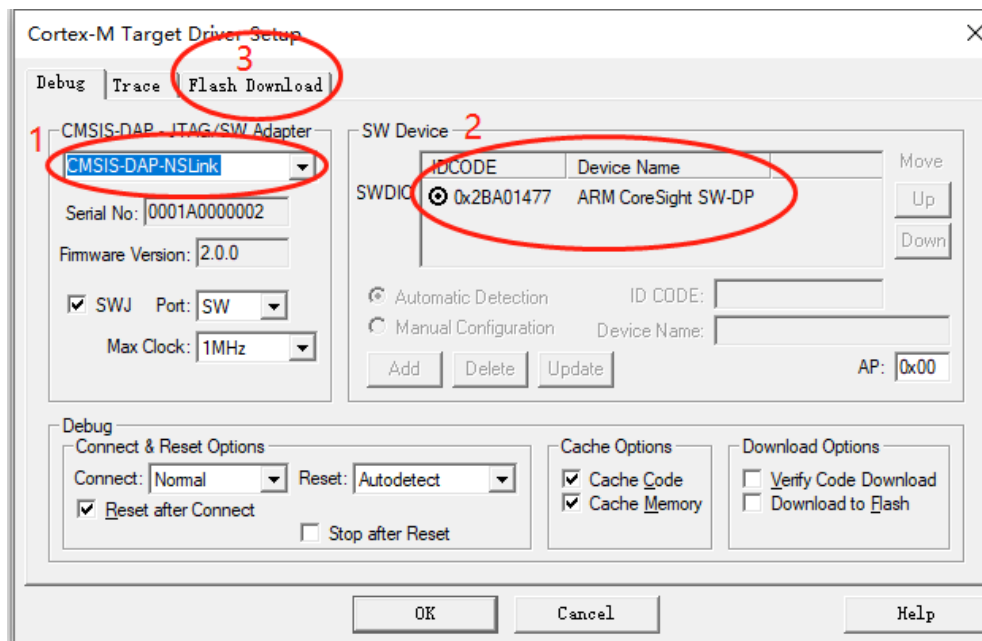 Cortex-M Target Driver Setup
3
Debug Trace Flash Download
1 CMSIS-DAP - JTAG/SW Adapter
CMSIS-DAP-NSLink
Serial No: 0001A0000002
Firmware Version: 2.0.0
SWJ Port: SW
Max Clock: 1MHz
SW Device 2
IDCODE Device Name Move
SWDIO 0x2BA01477 ARM CoreSight SW-DP Up
Down
Automatic Detection ID CODE:
Manual Configuration Device Name:
Add Delete Update AP: 0x00
Debug
Connect & Reset Options
Connect: Normal Reset: Autodetect
Reset after Connect
Stop after Reset
Cache Options
Cache Code
Cache Memory
Download Options
Verify Code Download
Download to Flash
OK Cancel Help